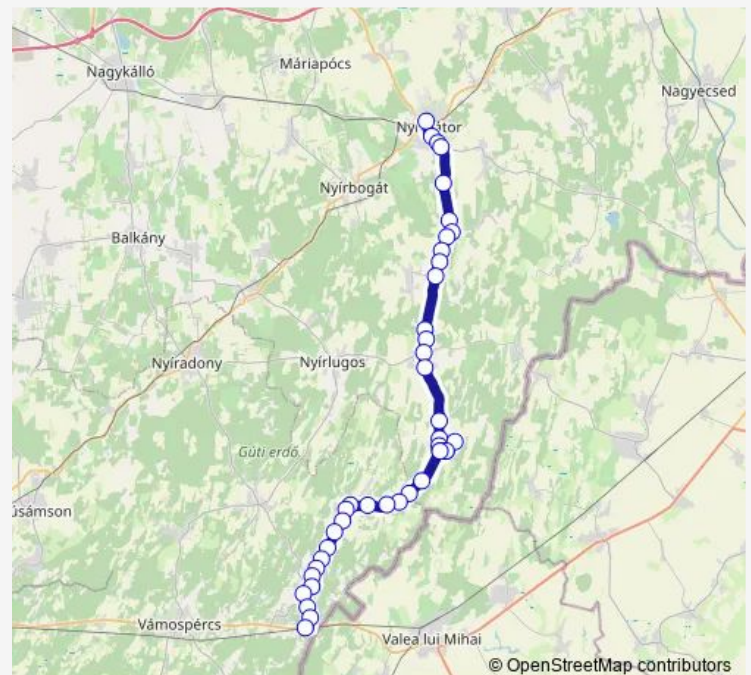 Máriapócs
Nagykálló
Nagyecsed
Nyírbogát
Balkány
Nyíradony
Nyírlugos
Gúti erdő
Vámospércs
Valea lui Mihai
© OpenStreetMap contributors